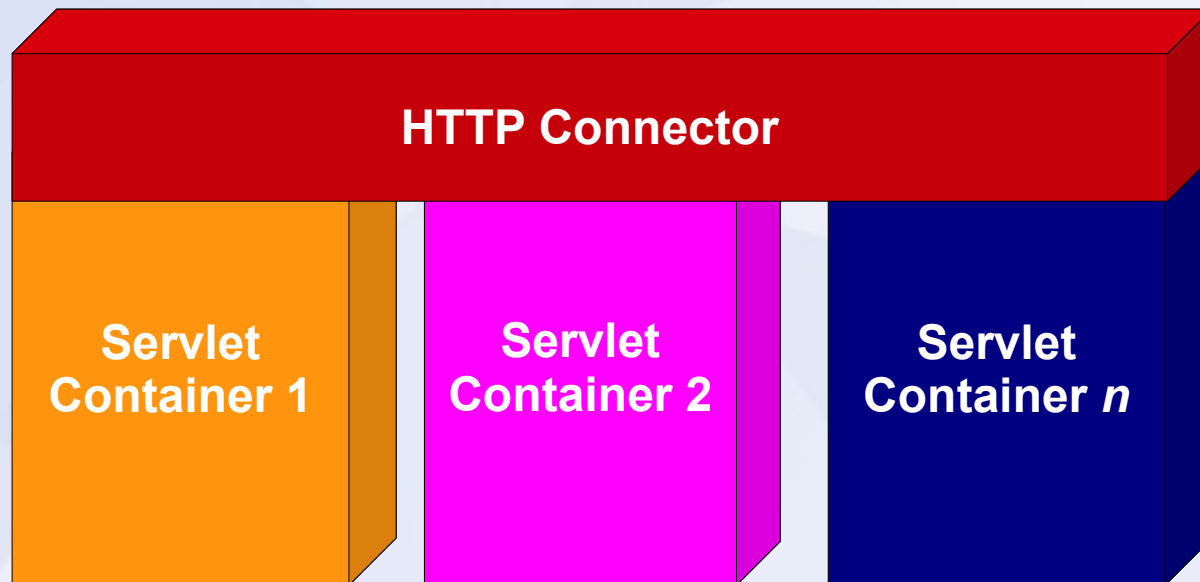 HTTP Connector
Servlet
Container 1
Servlet
Container 2
Servlet
Container n